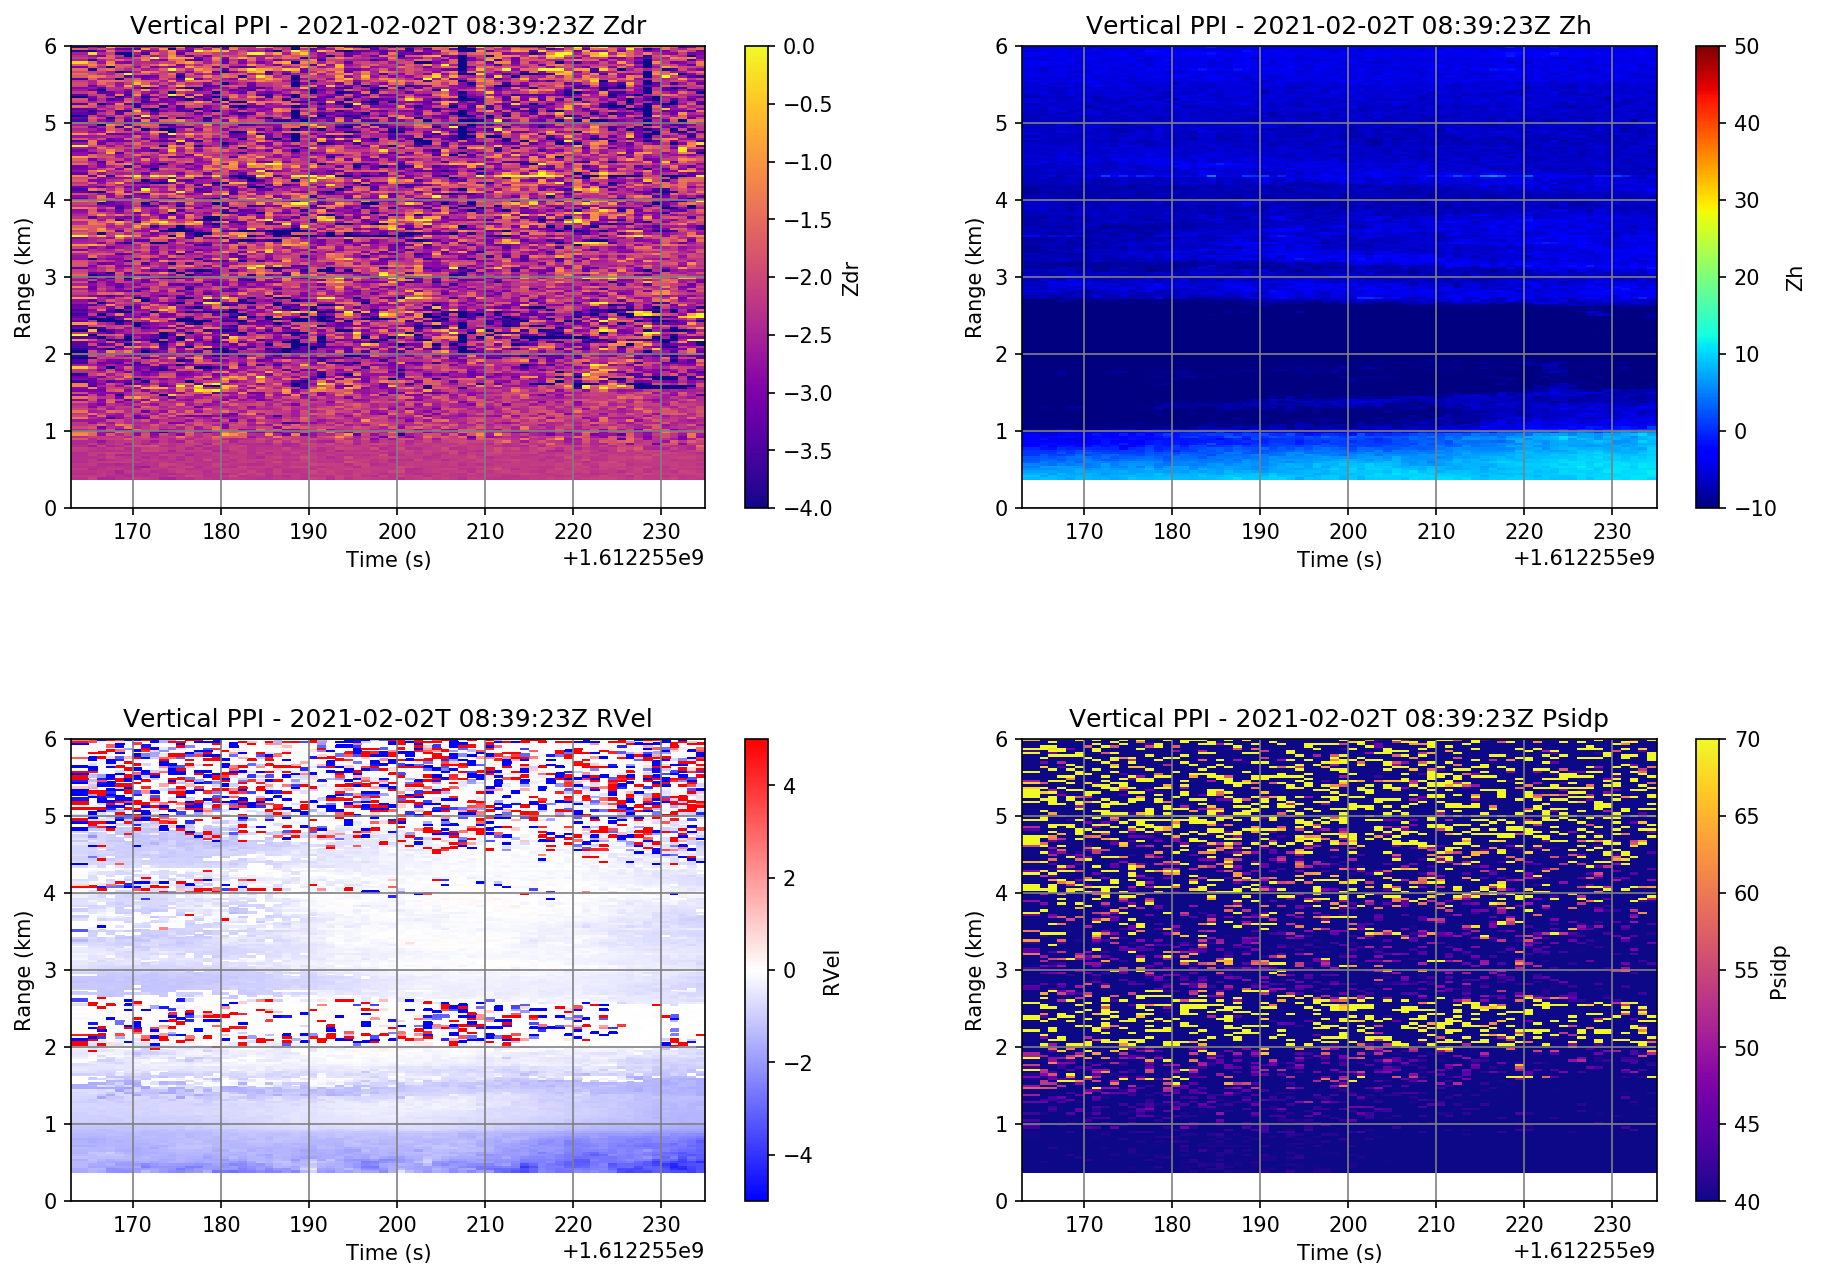 Vertical PPI - 2021-02-02T 08:39:23Z Zdr
6
5
4
3
2
1
0
Range (km)
170 180 190 200 210 220 230
Time (s)
+1.612255e9
0.0
−0.5
−1.0
−1.5
−2.0
−2.5
−3.0
−3.5
−4.0
Zdr
Vertical PPI - 2021-02-02T 08:39:23Z Zh
6
5
4
3
2
1
0
Range (km)
170 180 190 200 210 220 230
Time (s)
+1.612255e9
50
40
30
20
10
0
−10
Zh
Vertical PPI - 2021-02-02T 08:39:23Z RVel
6
5
4
3
2
1
0
Range (km)
170 180 190 200 210 220 230
Time (s)
+1.612255e9
4
2
0
−2
−4
RVel
Vertical PPI - 2021-02-02T 08:39:23Z Psidp
6
5
4
3
2
1
0
Range (km)
170 180 190 200 210 220 230
Time (s)
+1.612255e9
70
65
60
55
50
45
40
Psidp